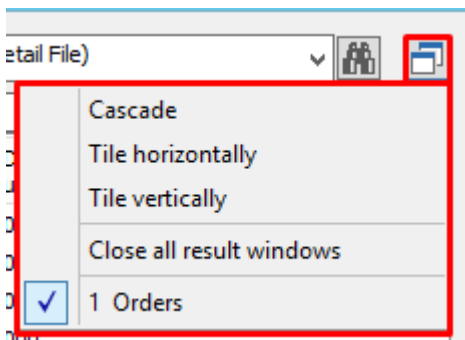 etail File)
Cascade
Tile horizontally
Tile vertically
Close all result windows
1 Orders